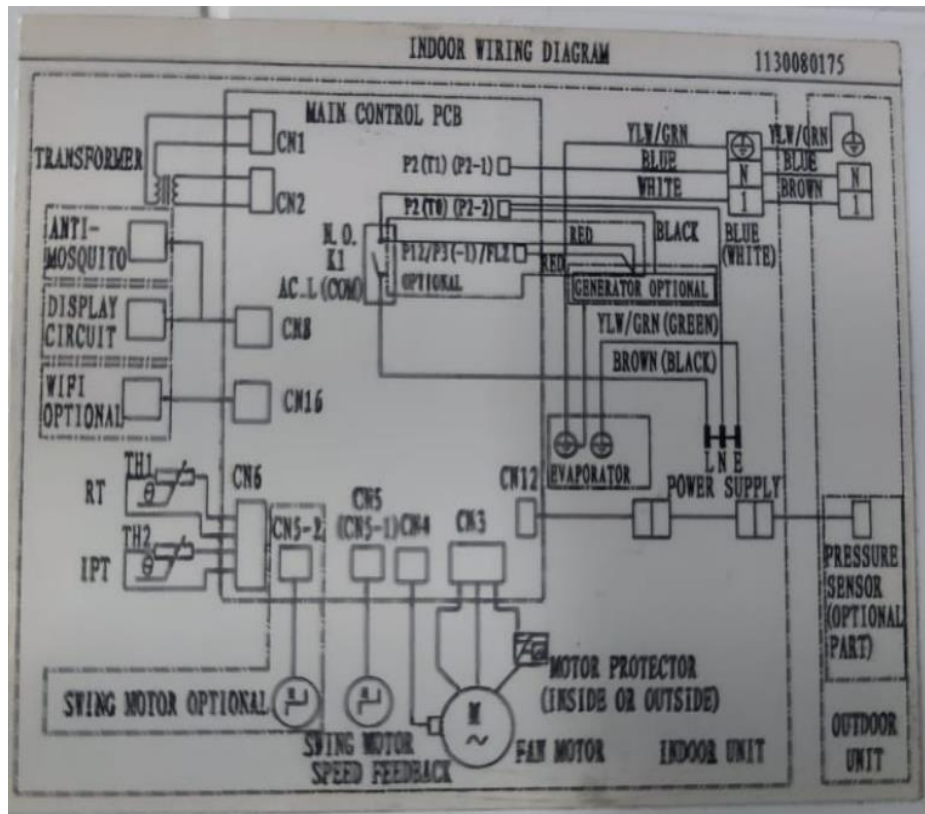 INDOOR WIRING DIAGRAM
1130080175
MAIN CONTROL PCB
CN1
TRANSFORMER
CN2
YLW/GRN
YLW/GRN
P2(T1)(P2-1)
BLUE
N
BLUE
N
WHITE
1
BROWN
1
P2(T0)(P2-2)
ANTI-
MOSQUITO
N.O.
K1
AC-L(COM)
RED
BLACK
BLUE
(WHITE)
P12/P3(-1)/FLZ
RED
OPTIONAL
GENERATOR OPTIONAL
DISPLAY
CIRCUIT
CN8
YLW/GRN(GREEN)
BROWN(BLACK)
WIFI
OPTIONAL
CN16
EVAPORATOR
L N E
POWER SUPPLY
RT
TH1
θ
CN6
CN12
CN5-2
CN5
(CN5-1)
CN4
CN3
IPT
TH2
θ
PRESSURE
SENSOR
(OPTIONAL
PART)
MOTOR PROTECTOR
(INSIDE OR OUTSIDE)
SWING MOTOR OPTIONAL
M
~
SWING MOTOR
SPEED FEEDBACK
FAN MOTOR
INDOOR UNIT
OUTDOOR
UNIT